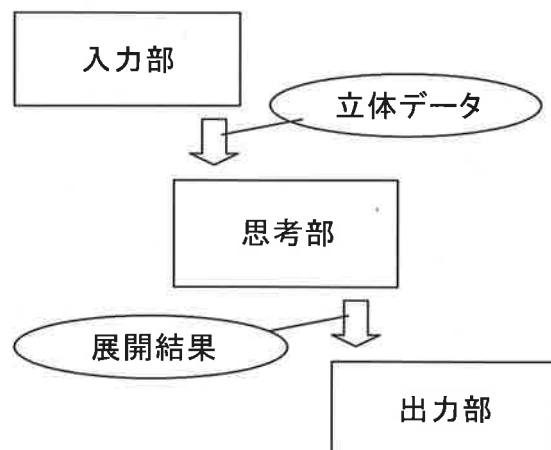 入力部
立体データ
思考部
展開結果
出力部